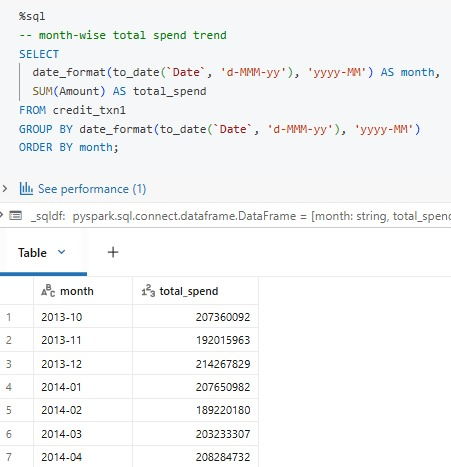 %sql
-- month-wise total spend trend
SELECT
date_format(to_date(`Date`, 'd-MMM-yy'), 'yyyy-MM') AS month,
SUM(Amount) AS total_spend
FROM credit_txn1
GROUP BY date_format(to_date(`Date`, 'd-MMM-yy'), 'yyyy-MM')
ORDER BY month;
See performance (1)
_sqldf: pyspark.sql.connect.dataframe.DataFrame = [month: string, total_spend
Table
ABC month 123 total_spend
1 2013-10 207360092
2 2013-11 192015963
3 2013-12 214267829
4 2014-01 207650982
5 2014-02 189220180
6 2014-03 203233307
7 2014-04 208284732